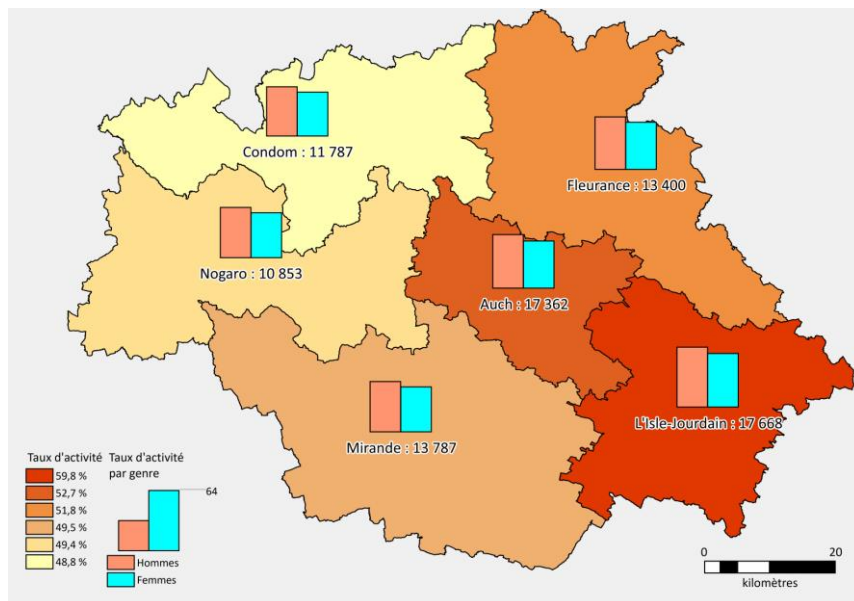 Condom : 11 787
Fleurance : 13 400
Nogaro : 10 853
Auch : 17 362
L'Isle-Jourdain : 17 668
Mirande : 13 787
Taux d'activité
59,8 %
52,7 %
51,8 %
49,5 %
49,4 %
48,8 %
Taux d'activité
par genre
64
Hommes
Femmes
0
20
kilomètres